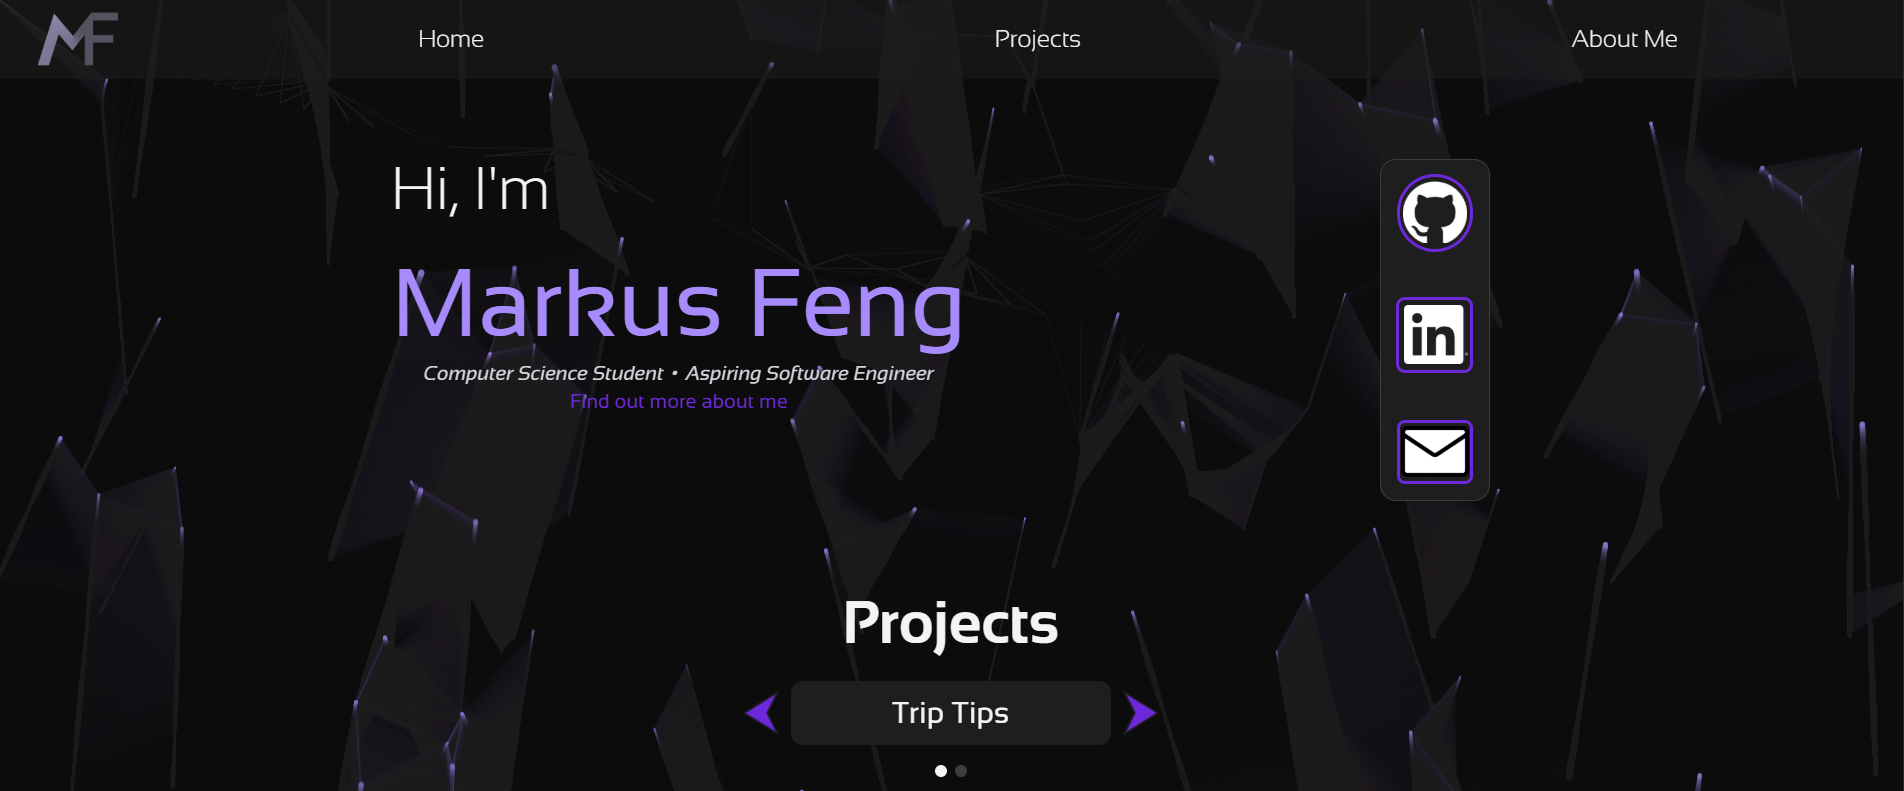 MF
Home
Projects
About Me
Hi, I'm
Markus Feng
Computer Science Student • Aspiring Software Engineer
Find out more about me
in
Projects
Trip Tips